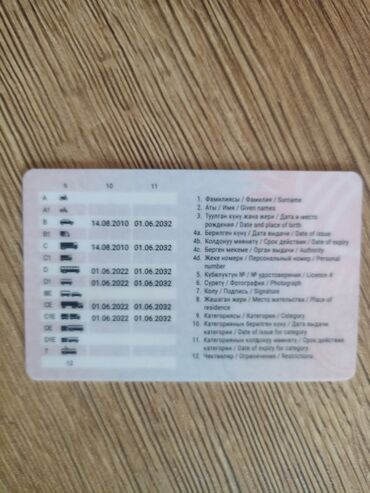 9 10 11
A
A1
B 14.08.2010 01.06.2032
B1
C 14.08.2010 01.06.2032
C1
D 01.06.2022 01.06.2032
D1 01.06.2022 01.06.2032
BE
CE 01.06.2022 01.06.2032
C1E 01.06.2022 01.06.2032
DE
D1E
T
12
1. Фамилиясы / Фамилия / Surname
2. Аты / Имя / Given names
3. Туулган күнү жана жери / Дата и место
рождения / Date and place of birth
4a. Берилген күнү / Дата выдачи / Date of issue
4b. Колдонуу мөөнөтү / Срок действия / Date of expiry
4c. Берген мекеме / Орган выдачи / Authority
4d. Жеке номери / Персональный номер / Personal
number
5. Күбөлүктүн № / № удостоверения / Licence #
6. Сүрөтү / Фотография / Photograph
7. Колу / Подпись / Signature
8. Жашаган жери / Место жительства / Place of
residence
9. Категориясы / Категории / Category
10. Категориянын берилген күнү / Дата выдачи
категории / Date of issue for category
11. Категориянын колдонуу мөөнөтү / Срок действия
категории / Date of expiry for category
12. Чектөөлөр / Ограничения / Restrictions